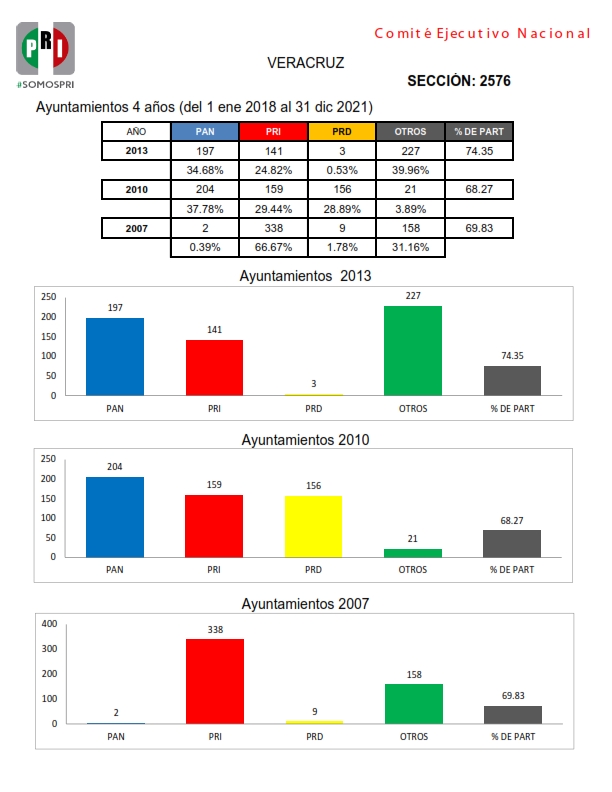 Comité Ejecutivo Nacional
PRI
#SOMOSPRI
VERACRUZ
SECCIÓN: 2576
Ayuntamientos 4 años (del 1 ene 2018 al 31 dic 2021)
AÑO PAN PRI PRD OTROS % DE PART
2013 197 141 3 227 74.35
34.68% 24.82% 0.53% 39.96%
2010 204 159 156 21 68.27
37.78% 29.44% 28.89% 3.89%
2007 2 338 9 158 69.83
0.39% 66.67% 1.78% 31.16%
Ayuntamientos 2013
250
200
150
100
50
0
197
141
3
227
74.35
PAN PRI PRD OTROS % DE PART
Ayuntamientos 2010
250
200
150
100
50
0
204
159
156
21
68.27
PAN PRI PRD OTROS % DE PART
Ayuntamientos 2007
400
300
200
100
0
2
338
9
158
69.83
PAN PRI PRD OTROS % DE PART